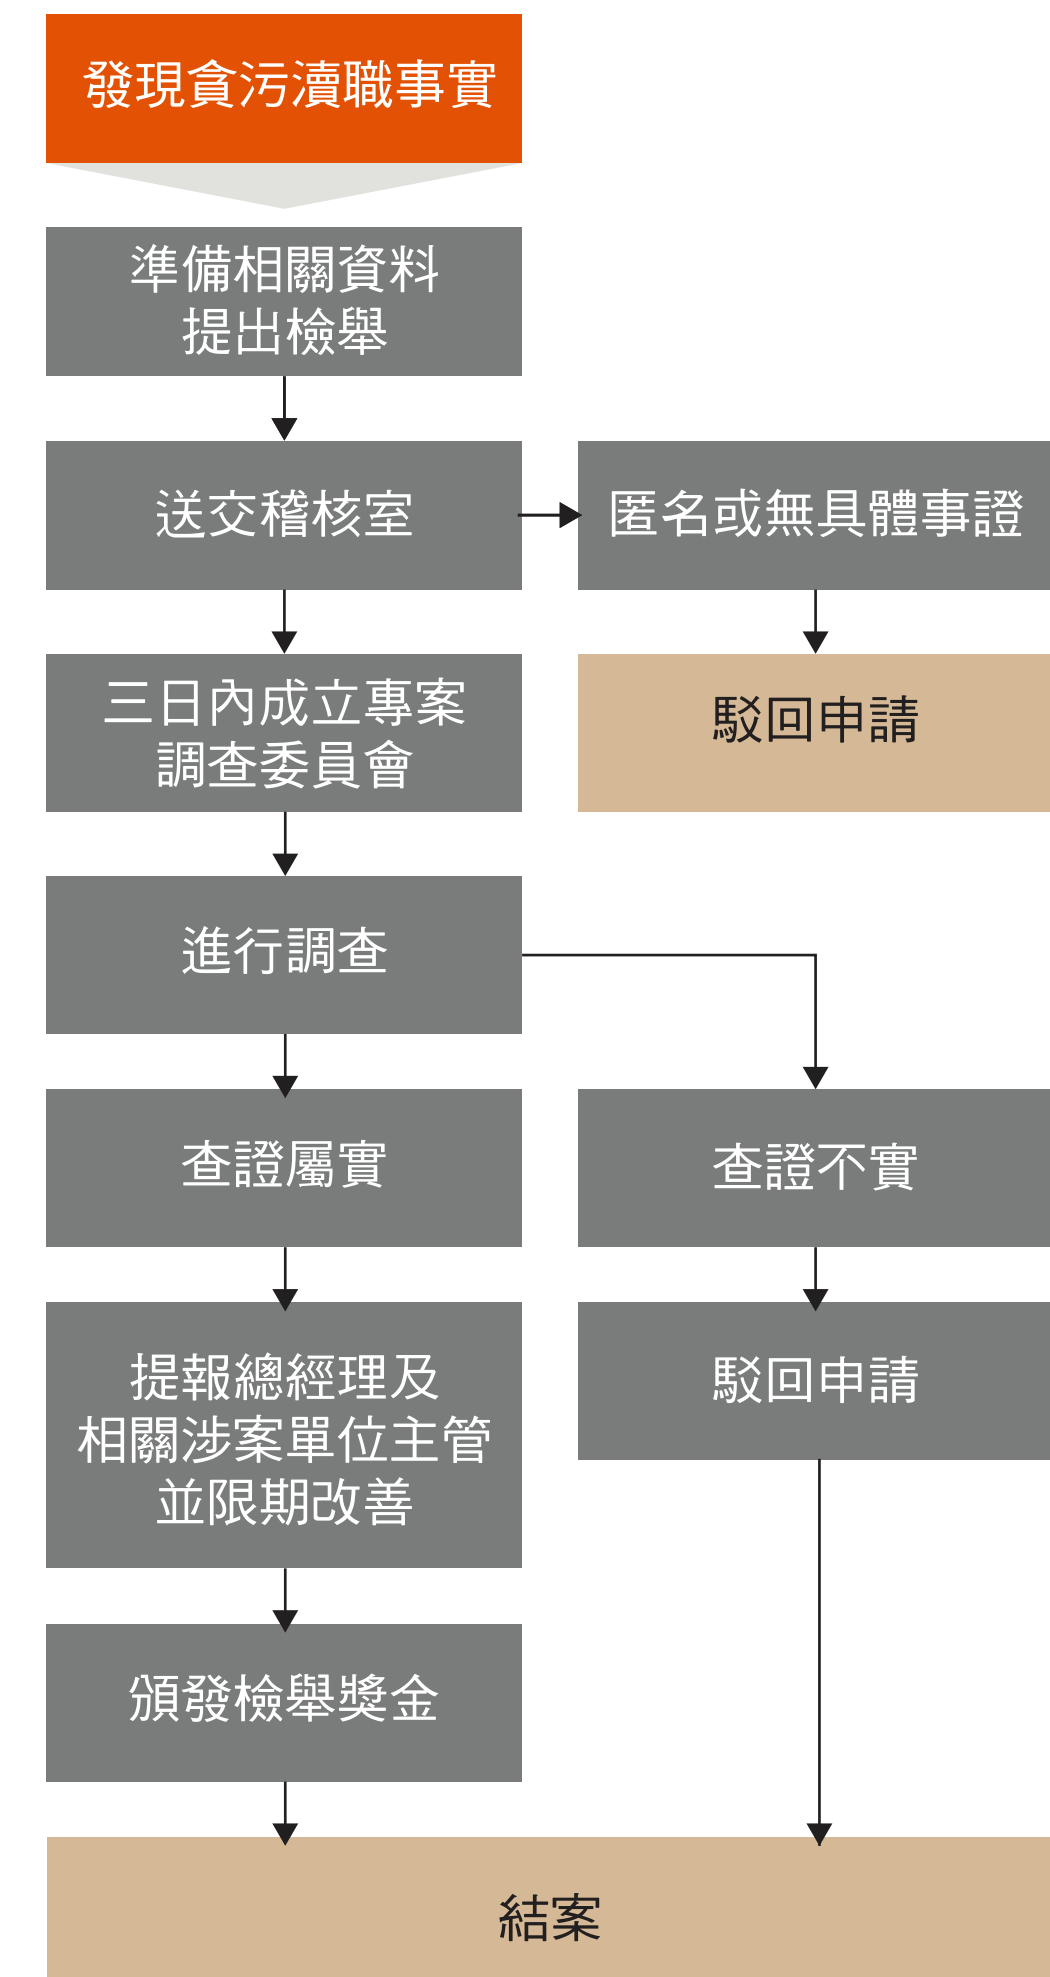 發現貪污瀆職事實
準備相關資料
提出檢舉
送交稽核室
匿名或無具體事證
三日內成立專案
調查委員會
駁回申請
進行調查
查證屬實
查證不實
提報總經理及
相關涉案單位主管
並限期改善
駁回申請
頒發檢舉獎金
結案